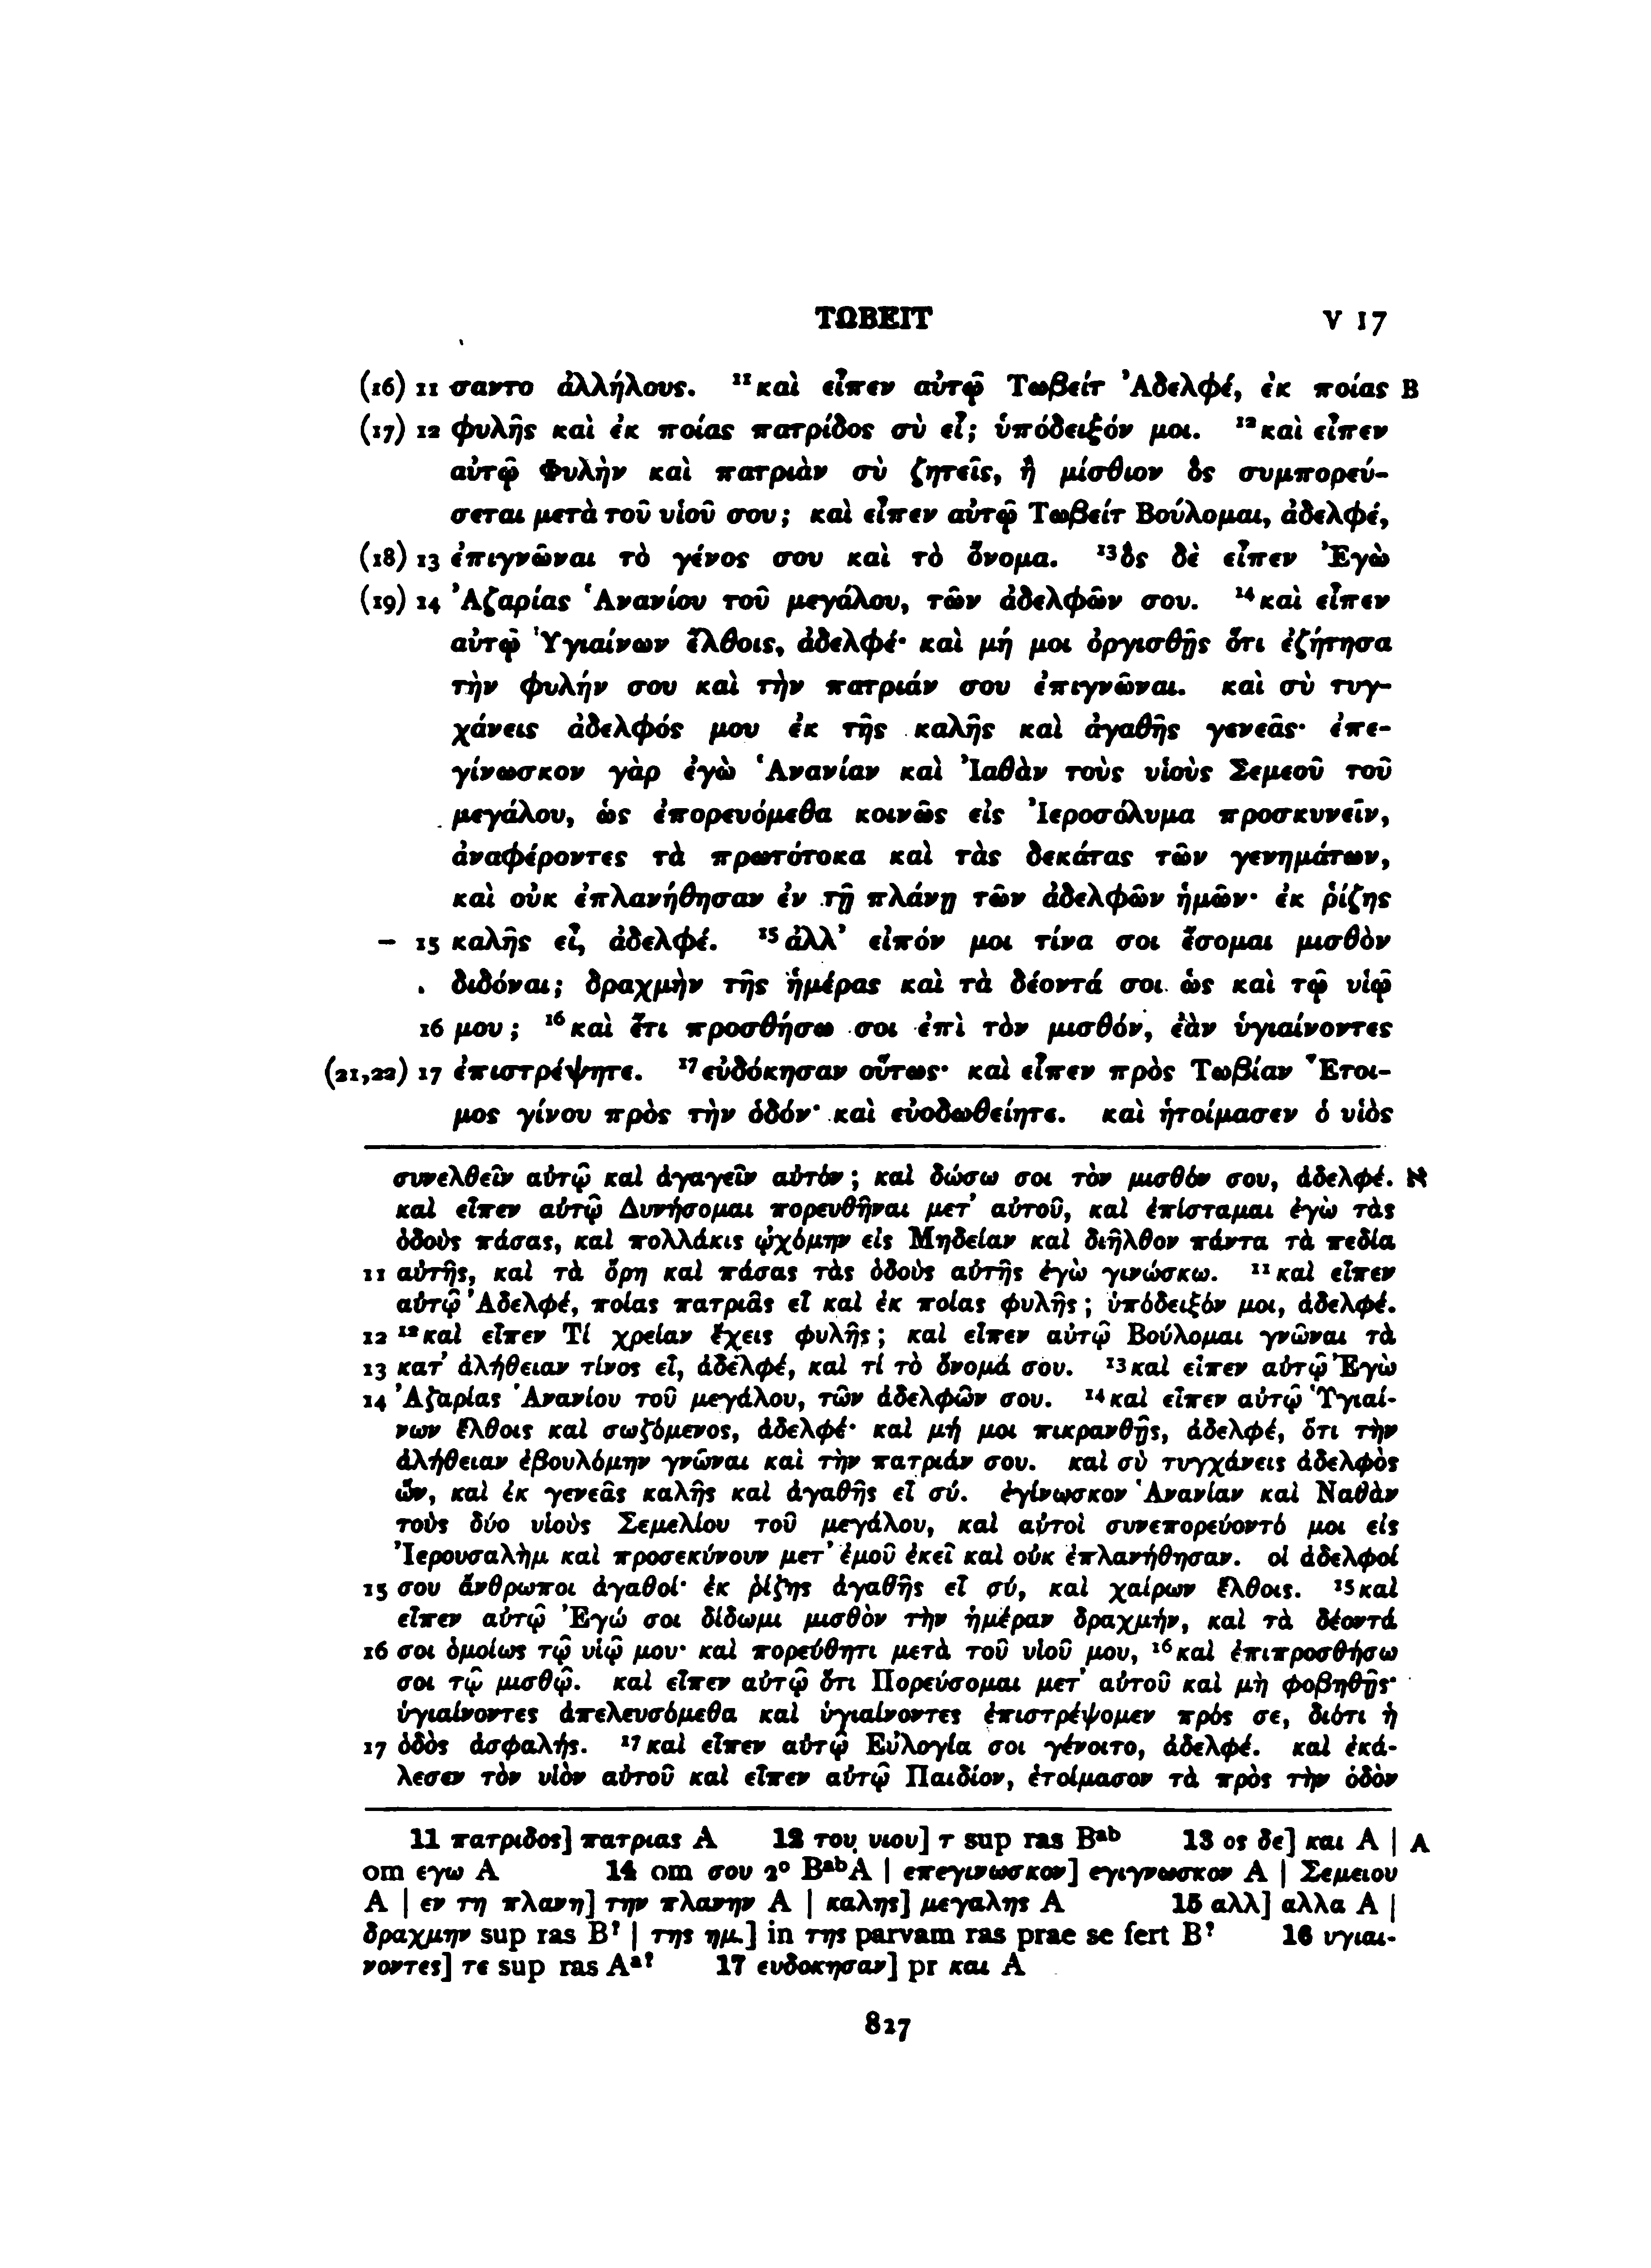 ΤΩΒΕΙΤ V 17
(16) 11 σαντο ἀλλήλους. ¹¹καὶ εἶπεν αὐτῷ Τωβείτ Ἀδελφέ, ἐκ ποίας B
(17) 12 φυλῆς καὶ ἐκ ποίας πατρίδος σὺ εἶ; ὑπόδειξόν μοι. ¹²καὶ εἶπεν
αὐτῷ Φυλὴν καὶ πατριὰν σὺ ζητεῖς, ἢ μίσθιον ὃς συμπορεύ-
σεται μετὰ τοῦ υἱοῦ σου; καὶ εἶπεν αὐτῷ Τωβείτ Βούλομαι, ἀδελφέ,
(18) 13 ἐπιγνῶναι τὸ γένος σου καὶ τὸ ὄνομα. ¹³ὃς δὲ εἶπεν Ἐγὼ
(19) 14 Ἀζαρίας Ἁνανίου τοῦ μεγάλου, τῶν ἀδελφῶν σου. ¹⁴καὶ εἶπεν
αὐτῷ Ὑγιαίνων ἔλθοις, ἀδελφέ· καὶ μή μοι ὀργισθῇς ὅτι ἐζήτησα
τὴν φυλήν σου καὶ τὴν πατριάν σου ἐπιγνῶναι. καὶ σὺ τυγ-
χάνεις ἀδελφός μου ἐκ τῆς καλῆς καὶ ἀγαθῆς γενεᾶς· ἐπε-
γίνωσκον γὰρ ἐγὼ Ἁνανίαν καὶ Ἰαθὰν τοὺς υἱοὺς Σεμεοῦ τοῦ
μεγάλου, ὡς ἐπορευόμεθα κοινῶς εἰς Ἰεροσόλυμα προσκυνεῖν,
ἀναφέροντες τὰ πρωτότοκα καὶ τὰς δεκάτας τῶν γενημάτων,
καὶ οὐκ ἐπλανήθησαν ἐν τῇ πλάνῃ τῶν ἀδελφῶν ἡμῶν· ἐκ ῥίζης
– 15 καλῆς εἶ, ἀδελφέ. ¹⁵ἀλλ’ εἰπόν μοι τίνα σοι ἔσομαι μισθὸν
διδόναι; δραχμὴν τῆς ἡμέρας καὶ τὰ δέοντά σοι ὡς καὶ τῷ υἱῷ
16 μου; ¹⁶καὶ ἔτι προσθήσω σοι ἐπὶ τὸν μισθόν, ἐὰν ὑγιαίνοντες
(21,22) 17 ἐπιστρέψητε. ¹⁷εὐδόκησαν οὕτως· καὶ εἶπεν πρὸς Τωβίαν Ἕτοι-
μος γίνου πρὸς τὴν ὁδόν· καὶ εὐοδωθείητε. καὶ ἡτοίμασεν ὁ υἱὸς
συνελθεῖν αὐτῷ καὶ ἀγαγεῖν αὐτόν; καὶ δώσω σοι τὸν μισθόν σου, ἀδελφέ. א
καὶ εἶπεν αὐτῷ Δυνήσομαι πορευθῆναι μετ’ αὐτοῦ, καὶ ἐπίσταμαι ἐγὼ τὰς
ὁδοὺς πάσας, καὶ πολλάκις ᾠχόμην εἰς Μηδείαν καὶ διῆλθον πάντα τὰ πεδία
11 αὐτῆς, καὶ τὰ ὄρη καὶ πάσας τὰς ὁδοὺς αὐτῆς ἐγὼ γινώσκω. ¹¹καὶ εἶπεν
αὐτῷ Ἀδελφέ, ποίας πατριᾶς εἶ καὶ ἐκ ποίας φυλῆς; ὑπόδειξόν μοι, ἀδελφέ.
12 ¹²καὶ εἶπεν Τί χρείαν ἔχεις φυλῆς; καὶ εἶπεν αὐτῷ Βούλομαι γνῶναι τὰ
13 κατ’ ἀλήθειαν τίνος εἶ, ἀδελφέ, καὶ τί τὸ ὄνομά σου. ¹³καὶ εἶπεν αὐτῷ Ἐγὼ
14 Ἀζαρίας Ἁνανίου τοῦ μεγάλου, τῶν ἀδελφῶν σου. ¹⁴καὶ εἶπεν αὐτῷ Ὑγιαί-
νων ἔλθοις καὶ σωζόμενος, ἀδελφέ· καὶ μή μοι πικρανθῇς, ἀδελφέ, ὅτι τὴν
ἀλήθειαν ἐβουλόμην γνῶναι καὶ τὴν πατριάν σου. καὶ σὺ τυγχάνεις ἀδελφὸς
ὤν, καὶ ἐκ γενεᾶς καλῆς καὶ ἀγαθῆς εἶ σύ. ἐγίνωσκον Ἁνανίαν καὶ Ναθὰν
τοὺς δύο υἱοὺς Σεμελίου τοῦ μεγάλου, καὶ αὐτοὶ συνεπορεύοντό μοι εἰς
Ἰερουσαλὴμ καὶ προσεκύνουν μετ’ ἐμοῦ ἐκεῖ καὶ οὐκ ἐπλανήθησαν. οἱ ἀδελφοί
15 σου ἄνθρωποι ἀγαθοί· ἐκ ῥίζης ἀγαθῆς εἶ σύ, καὶ χαίρων ἔλθοις. ¹⁵καὶ
εἶπεν αὐτῷ Ἐγώ σοι δίδωμι μισθὸν τὴν ἡμέραν δραχμήν, καὶ τὰ δέοντά
16 σοι ὁμοίως τῷ υἱῷ μου· καὶ πορεύθητι μετὰ τοῦ υἱοῦ μου, ¹⁶καὶ ἐπιπροσθήσω
σοι τῷ μισθῷ. καὶ εἶπεν αὐτῷ ὅτι Πορεύσομαι μετ’ αὐτοῦ καὶ μὴ φοβηθῇς·
ὑγιαίνοντες ἀπελευσόμεθα καὶ ὑγιαίνοντες ἐπιστρέψομεν πρός σε, διότι ἡ
17 ὁδὸς ἀσφαλής. ¹⁷καὶ εἶπεν αὐτῷ Εὐλογία σοι γένοιτο, ἀδελφέ. καὶ ἐκά-
λεσεν τὸν υἱὸν αὐτοῦ καὶ εἶπεν αὐτῷ Παιδίον, ἑτοίμασον τὰ πρὸς τὴν ὁδὸν
11 πατριδος] πατριας A 12 του υιου] τ sup ras Bᵃᵇ 13 ος δε] και A | A
om εγω A 14 om σου 2° BᵃᵇA | επεγινωσκον] εγιγνωσκον A | Σεμειου
A | εν τη πλανη] την πλανην A | καλης] μεγαλης A 15 αλλ] αλλα A |
δραχμην sup ras B? | της ημ.] in της parvam ras prae se fert B? 16 υγιαι-
νοντες] τε sup ras Aᵃ? 17 ευδοκησαν] pr και A
827